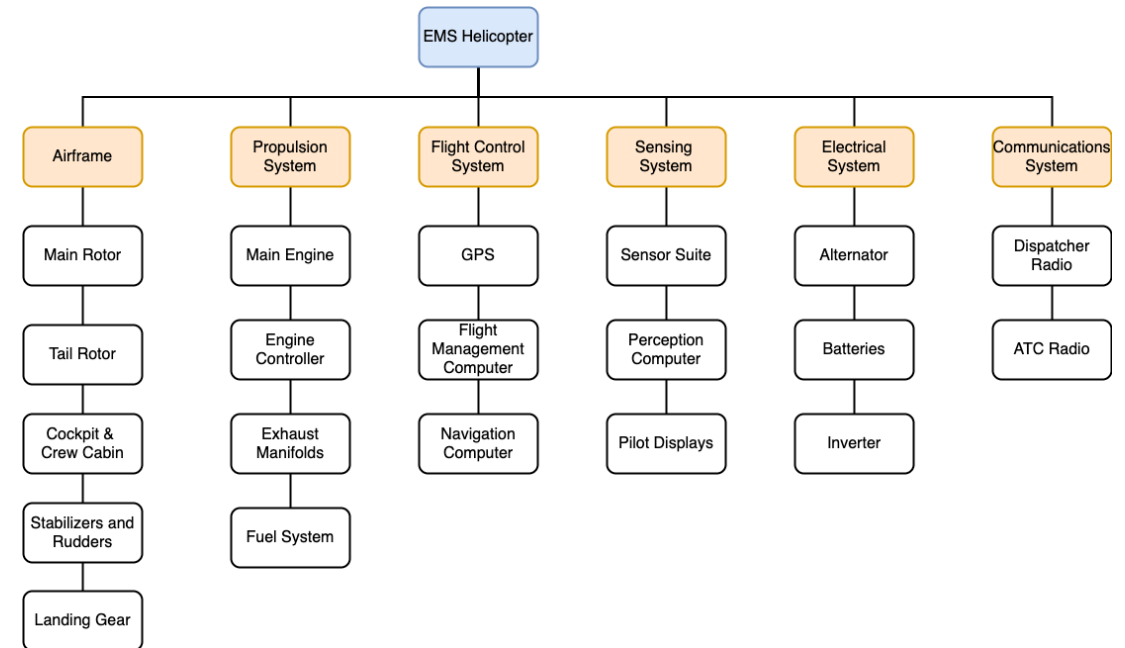 EMS Helicopter
Airframe
Propulsion
System
Flight Control
System
Sensing
System
Electrical
System
Communications
System
Main Rotor
Main Engine
GPS
Sensor Suite
Alternator
Dispatcher
Radio
Tail Rotor
Engine
Controller
Flight
Management
Computer
Perception
Computer
Batteries
ATC Radio
Cockpit &
Crew Cabin
Exhaust
Manifolds
Navigation
Computer
Pilot Displays
Inverter
Stabilizers and
Rudders
Fuel System
Landing Gear